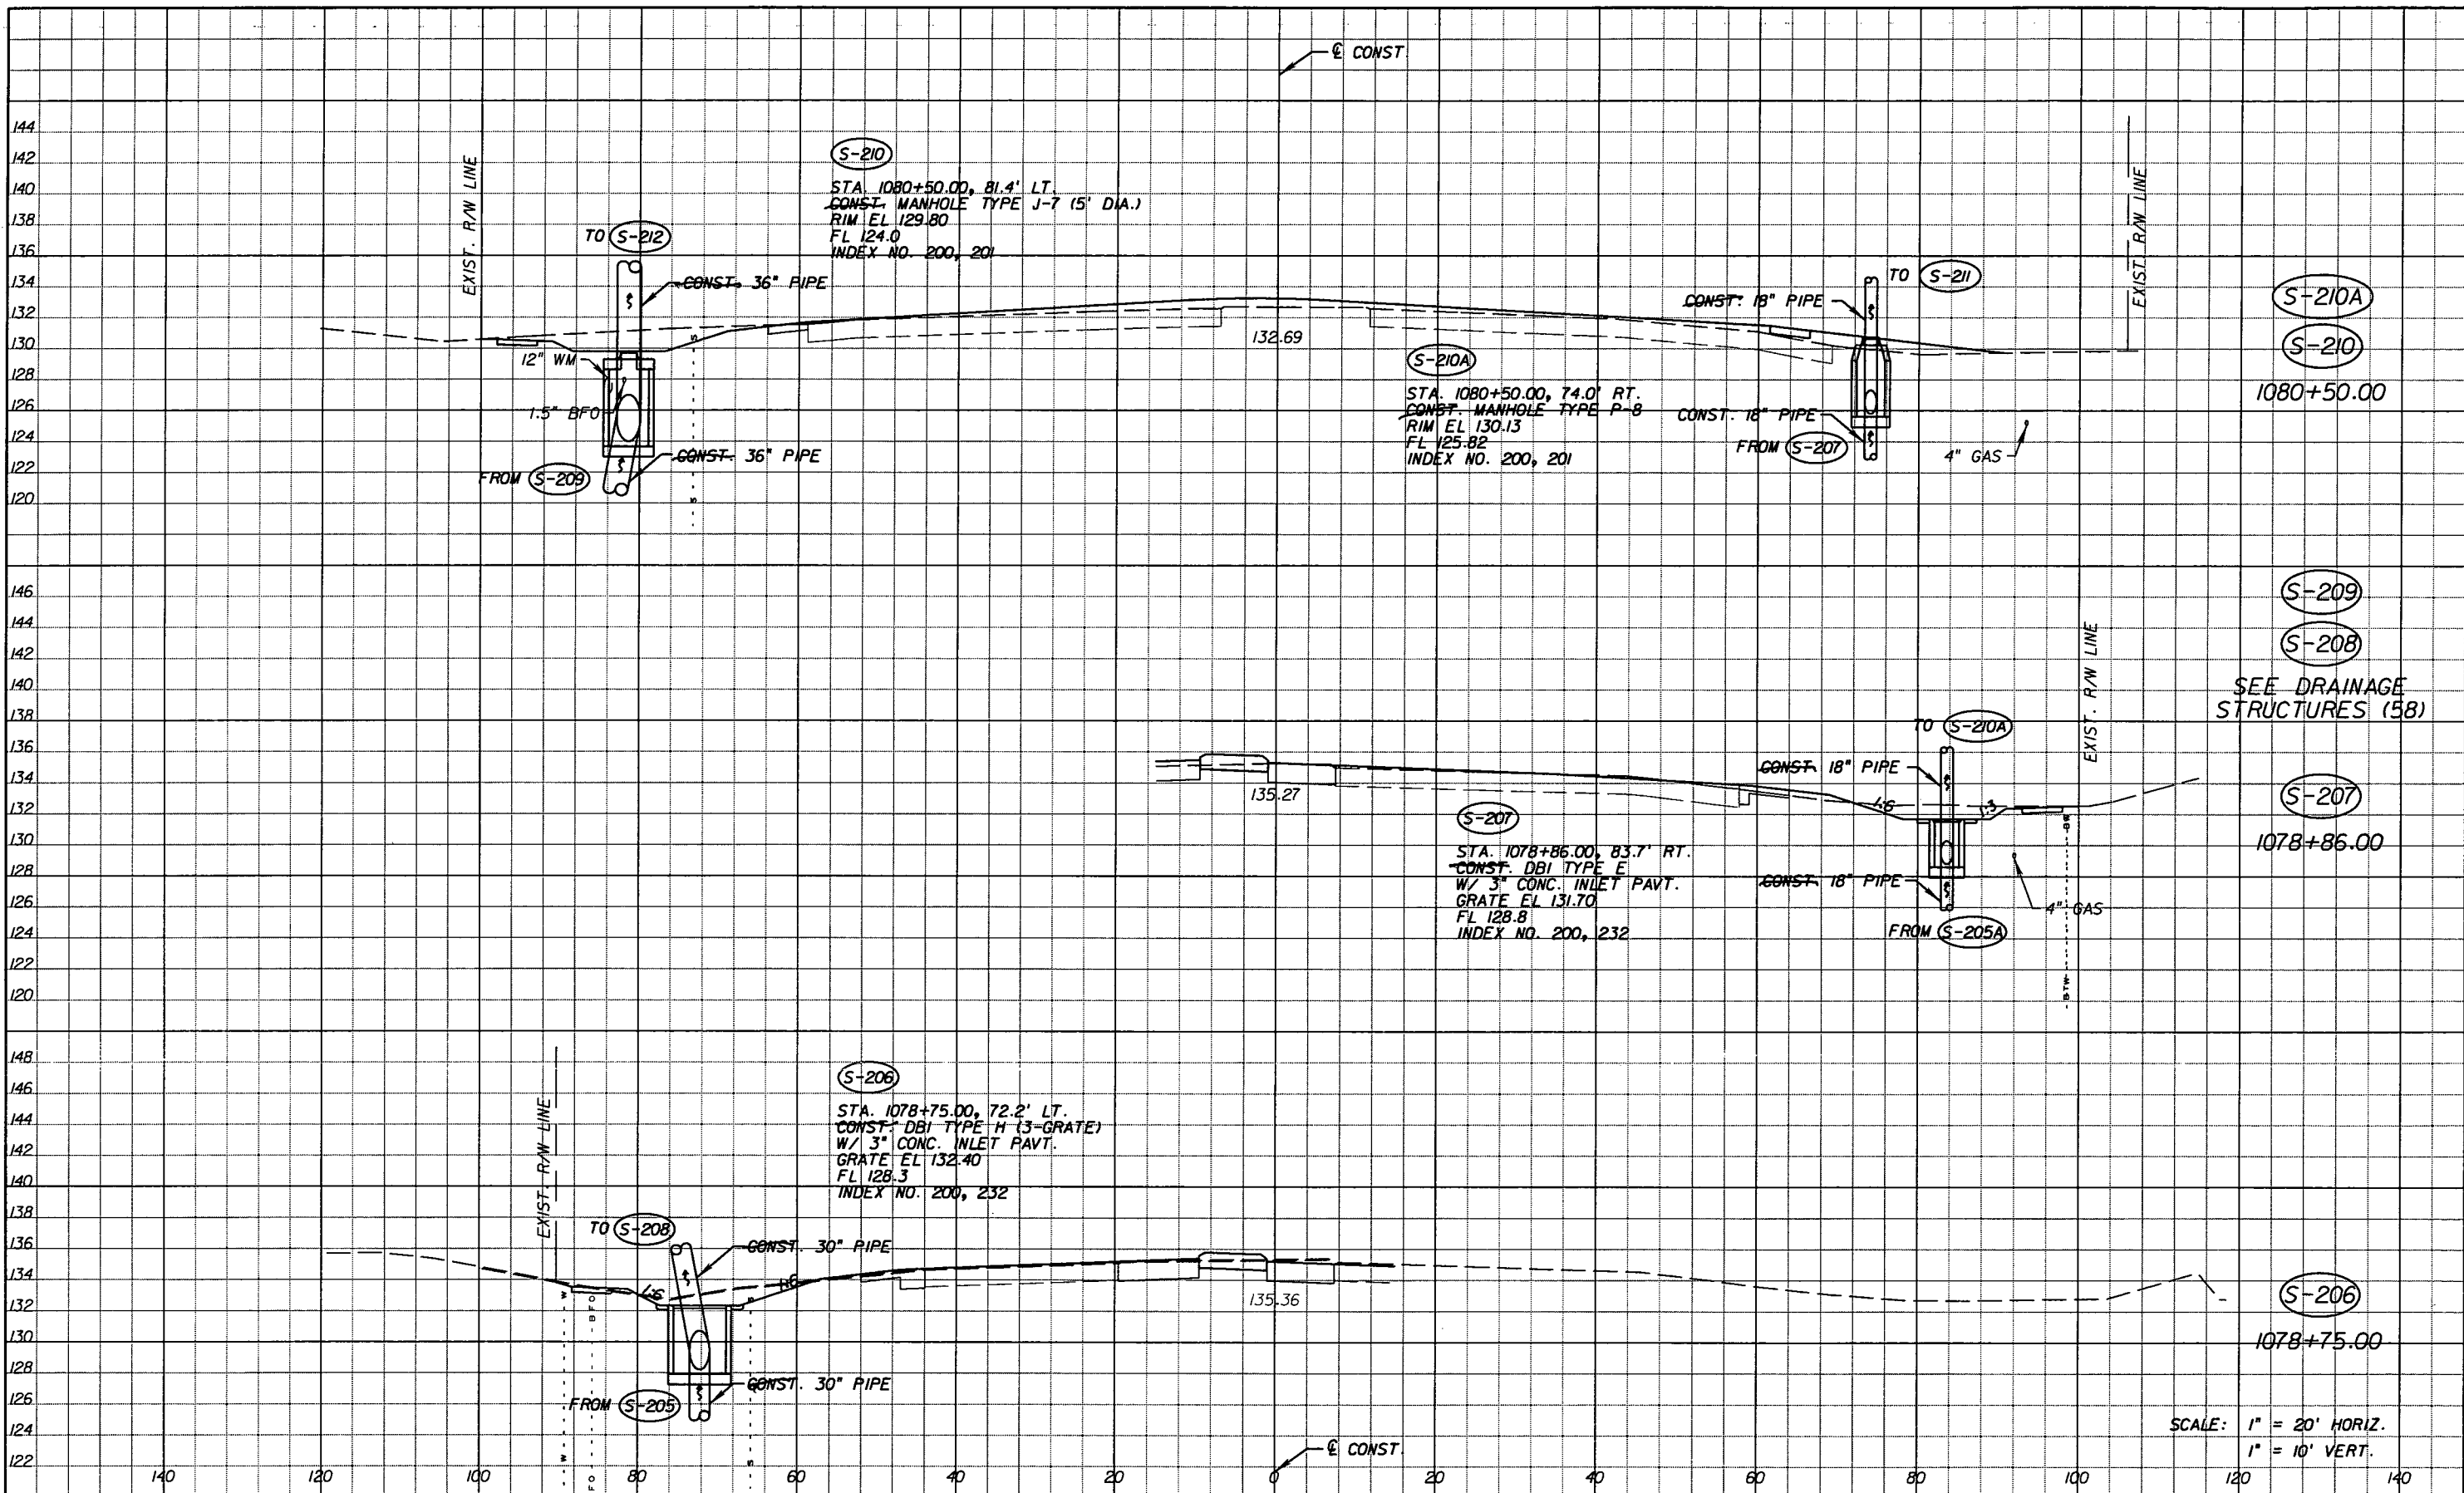 ℄ CONST.
144
142
140
138
136
134
132
130
128
126
124
122
120
EXIST. R/W LINE
S-210
STA. 1080+50.00, 81.4' LT.
CONST. MANHOLE TYPE J-7 (5' DIA.)
RIM EL 129.80
FL 124.0
INDEX NO. 200, 201
TO S-212
CONST. 36" PIPE
12" WM
1.5" BFO
CONST. 36" PIPE
FROM S-209
S
S
132.69
S-210A
STA. 1080+50.00, 74.0' RT.
CONST. MANHOLE TYPE P-8
RIM EL 130.13
FL 125.82
INDEX NO. 200, 201
TO S-211
CONST. 18" PIPE
CONST. 18" PIPE
FROM S-207
4" GAS
EXIST. R/W LINE
S-210A
S-210
1080+50.00
146
144
142
140
138
136
134
132
130
128
126
124
122
120
S-209
S-208
SEE DRAINAGE
STRUCTURES (58)
EXIST. R/W LINE
TO S-210A
CONST. 18" PIPE
135.27
1:6
1:3
S-207
STA. 1078+86.00, 83.7' RT.
CONST. DBI TYPE E
W/ 3" CONC. INLET PAVT.
GRATE EL 131.70
FL 128.8
INDEX NO. 200, 232
CONST. 18" PIPE
FROM S-205A
4" GAS
BTW
S-207
1078+86.00
148
146
144
142
140
138
136
134
132
130
128
126
124
122
EXIST. R/W LINE
S-206
STA. 1078+75.00, 72.2' LT.
CONST. DBI TYPE H (3-GRATE)
W/ 3" CONC. INLET PAVT.
GRATE EL 132.40
FL 128.3
INDEX NO. 200, 232
TO S-208
CONST. 30" PIPE
1:6
1:6
135.36
W
BFO
S
CONST. 30" PIPE
FROM S-205
W
S
S-206
1078+75.00
℄ CONST.
SCALE: 1" = 20' HORIZ.
1" = 10' VERT.
140
120
100
80
60
40
20
0
20
40
60
80
100
120
140